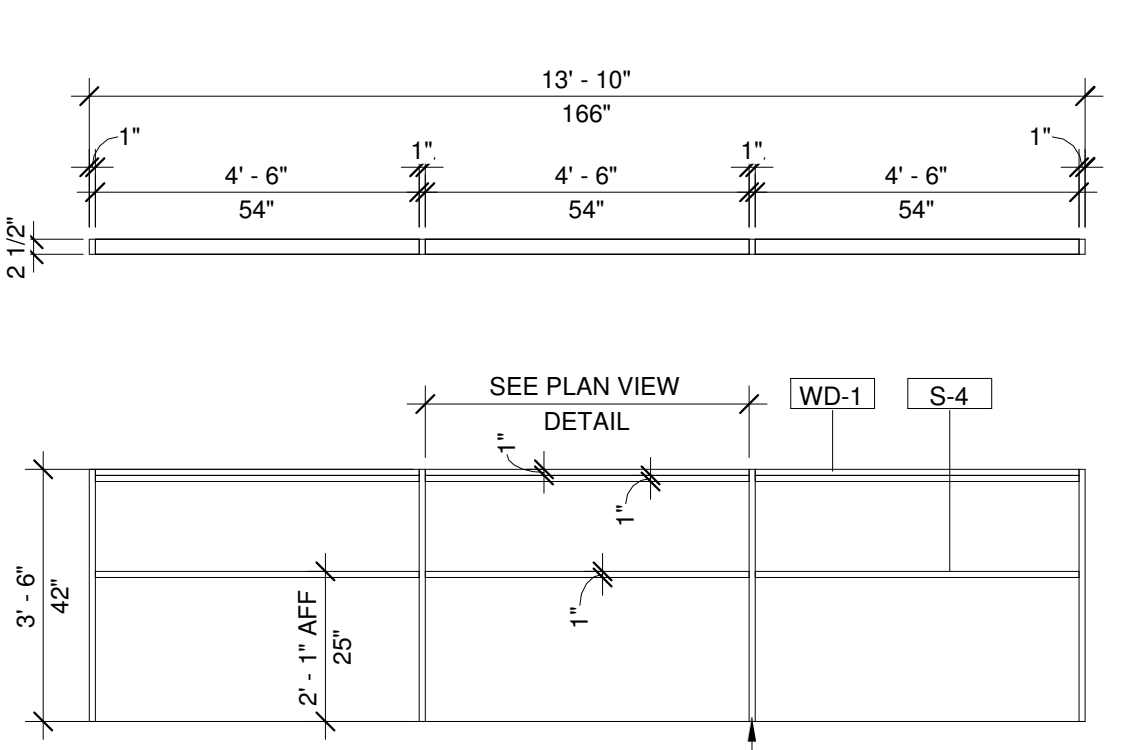 13' - 10"
166"
1"
1"
1"
1"
4' - 6"
4' - 6"
4' - 6"
54"
54"
54"
2 1/2"
SEE PLAN VIEW
DETAIL
WD-1
S-4
1"
1"
1"
3' - 6"
42"
2' - 1" AFF
25"